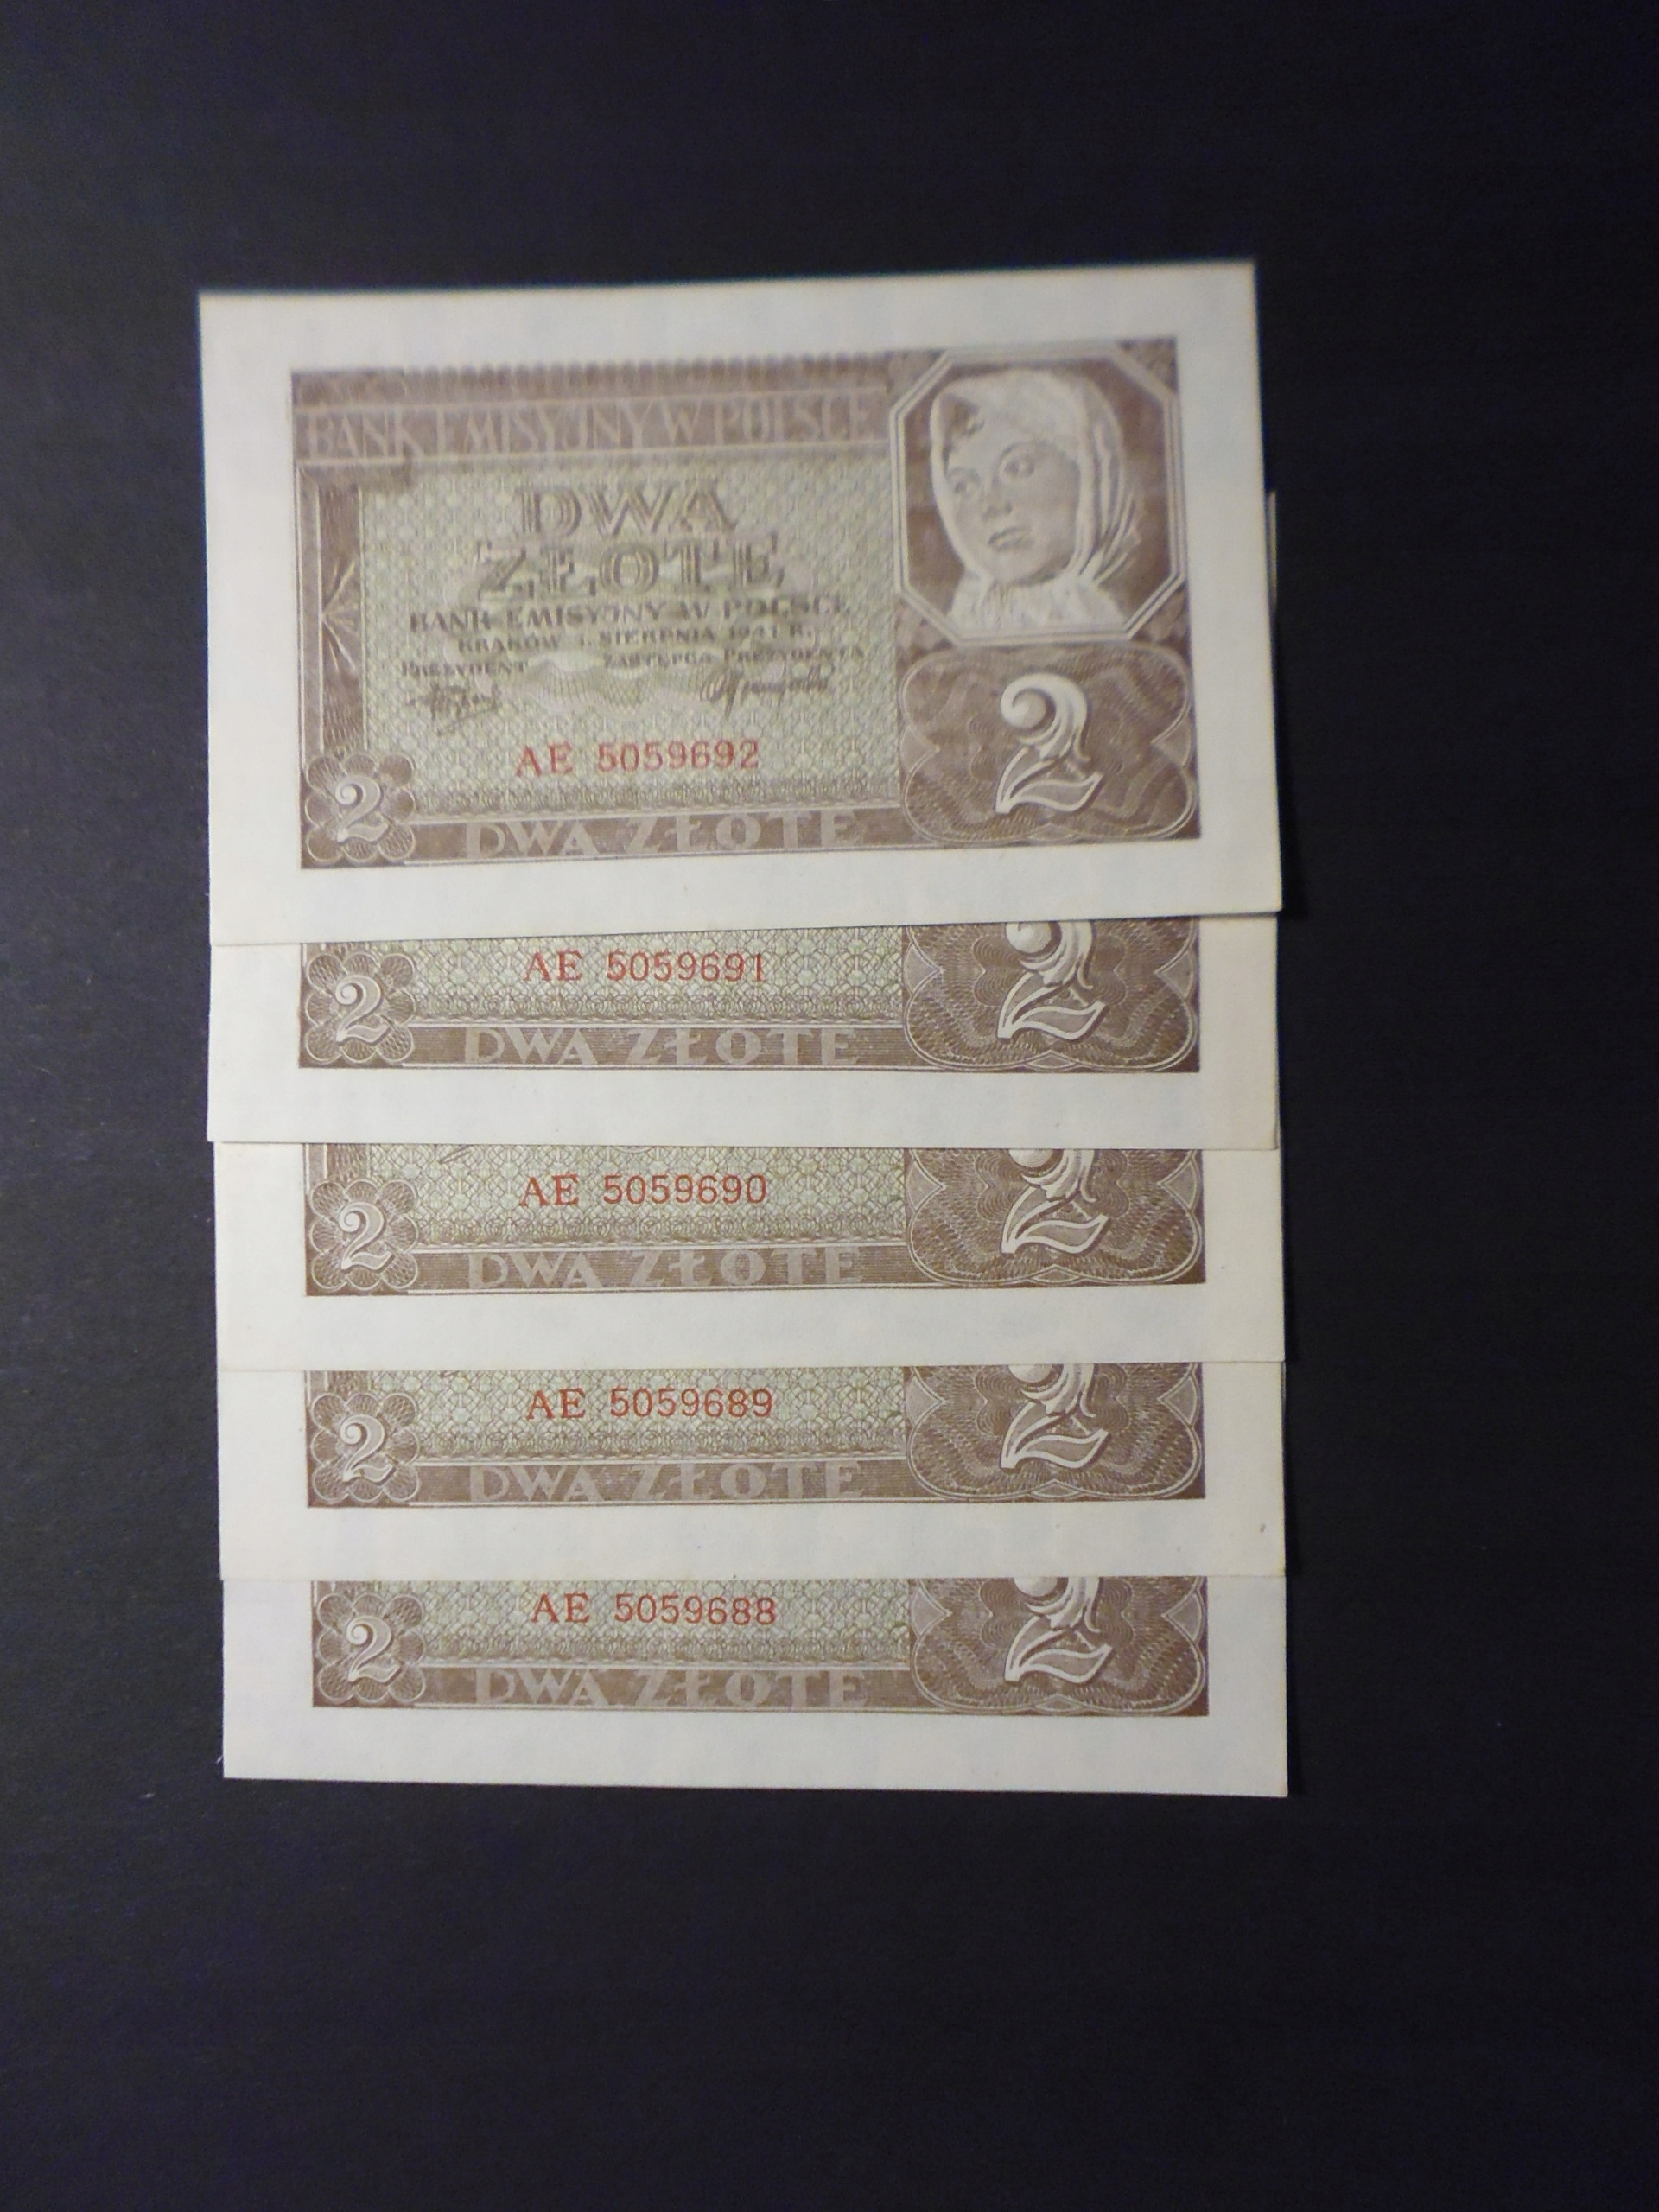 BANK EMISYJNY W POLSCE
DWA
ZŁOTE
BANK EMISYJNY W POLSCE
KRAKÓW 1. SIERPNIA 1941 R.
PREZYDENT ZASTĘPCA PREZYDENTA
AE 5059692
2
2
DWA ZŁOTE
AE 5059691
2
2
DWA ZŁOTE
AE 5059690
2
2
DWA ZŁOTE
AE 5059689
2
2
DWA ZŁOTE
AE 5059688
2
2
DWA ZŁOTE